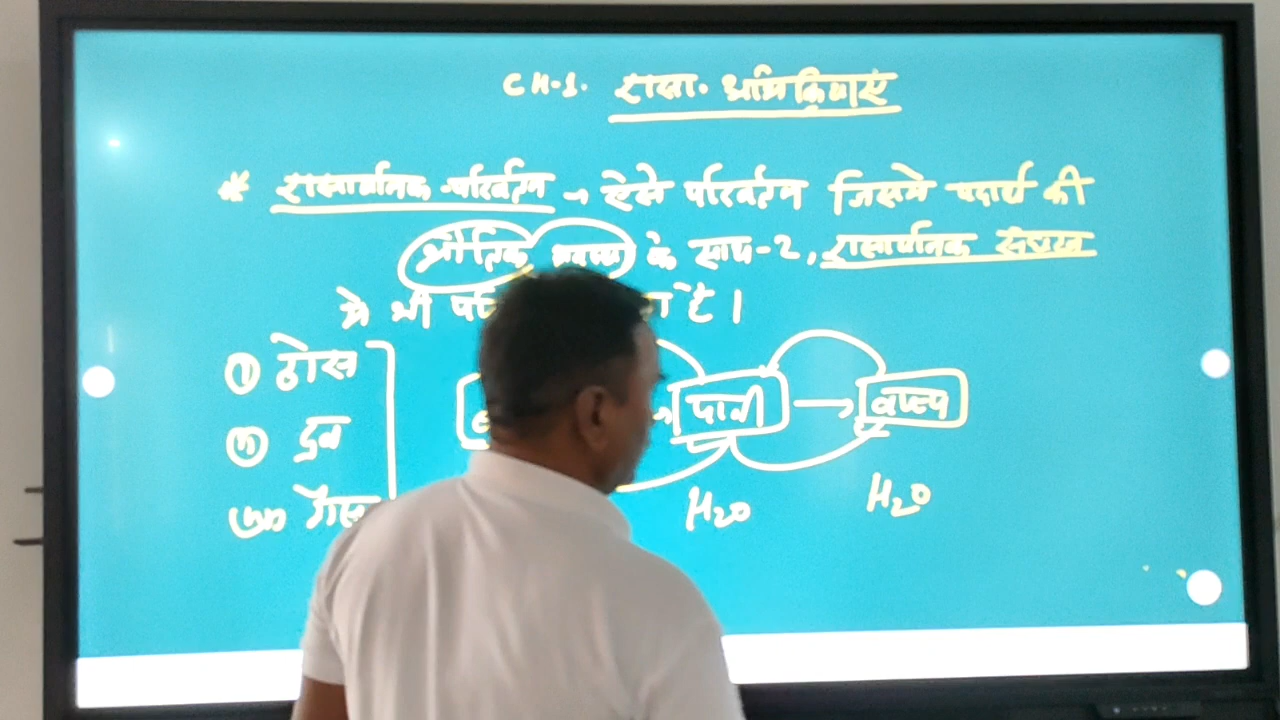 CH.1. रासा. अभिक्रियाएं
* रासायनिक परिवर्तन → ऐसे परिवर्तन जिसमे पदार्थ की
भौतिक अवस्था के साथ-2, रासायनिक
मे भी है।
① ठोस
② द्रव पानी → वाष्प
गैस H₂O H₂O